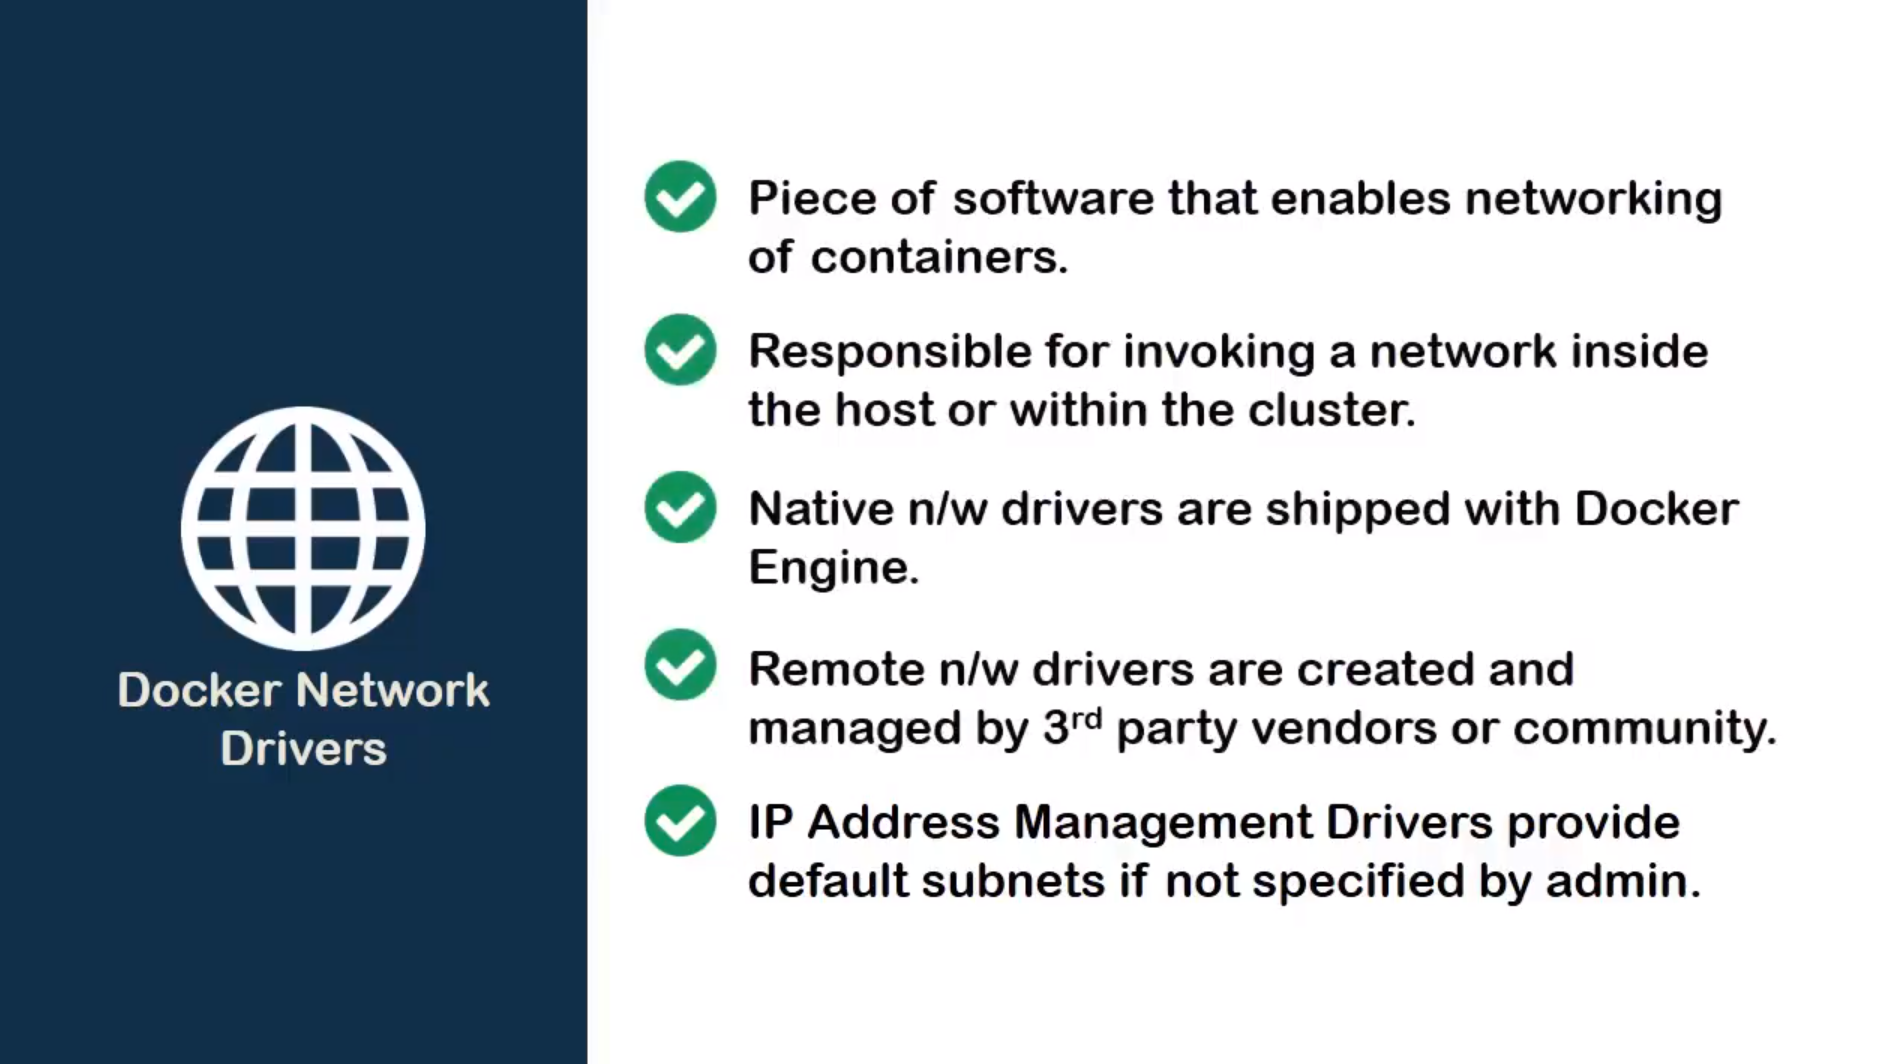 Docker Network
Drivers
Piece of software that enables networking
of containers.
Responsible for invoking a network inside
the host or within the cluster.
Native n/w drivers are shipped with Docker
Engine.
Remote n/w drivers are created and
managed by 3rd party vendors or community.
IP Address Management Drivers provide
default subnets if not specified by admin.